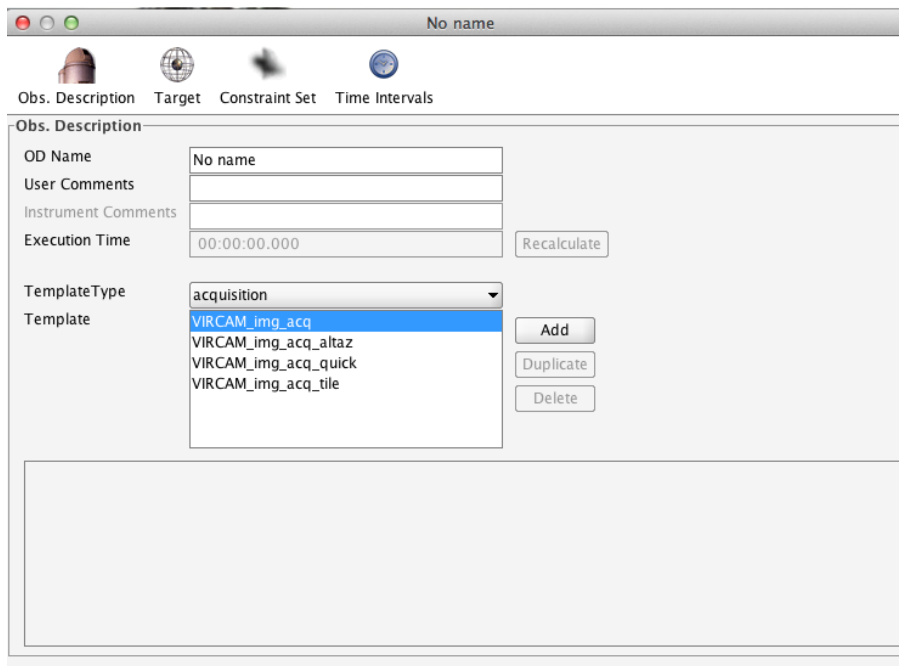 No name
Obs. Description Target Constraint Set Time Intervals
Obs. Description
OD Name No name
User Comments
Instrument Comments
Execution Time 00:00:00.000 Recalculate
TemplateType acquisition
Template VIRCAM_img_acq
VIRCAM_img_acq_altaz
VIRCAM_img_acq_quick
VIRCAM_img_acq_tile
Add
Duplicate
Delete